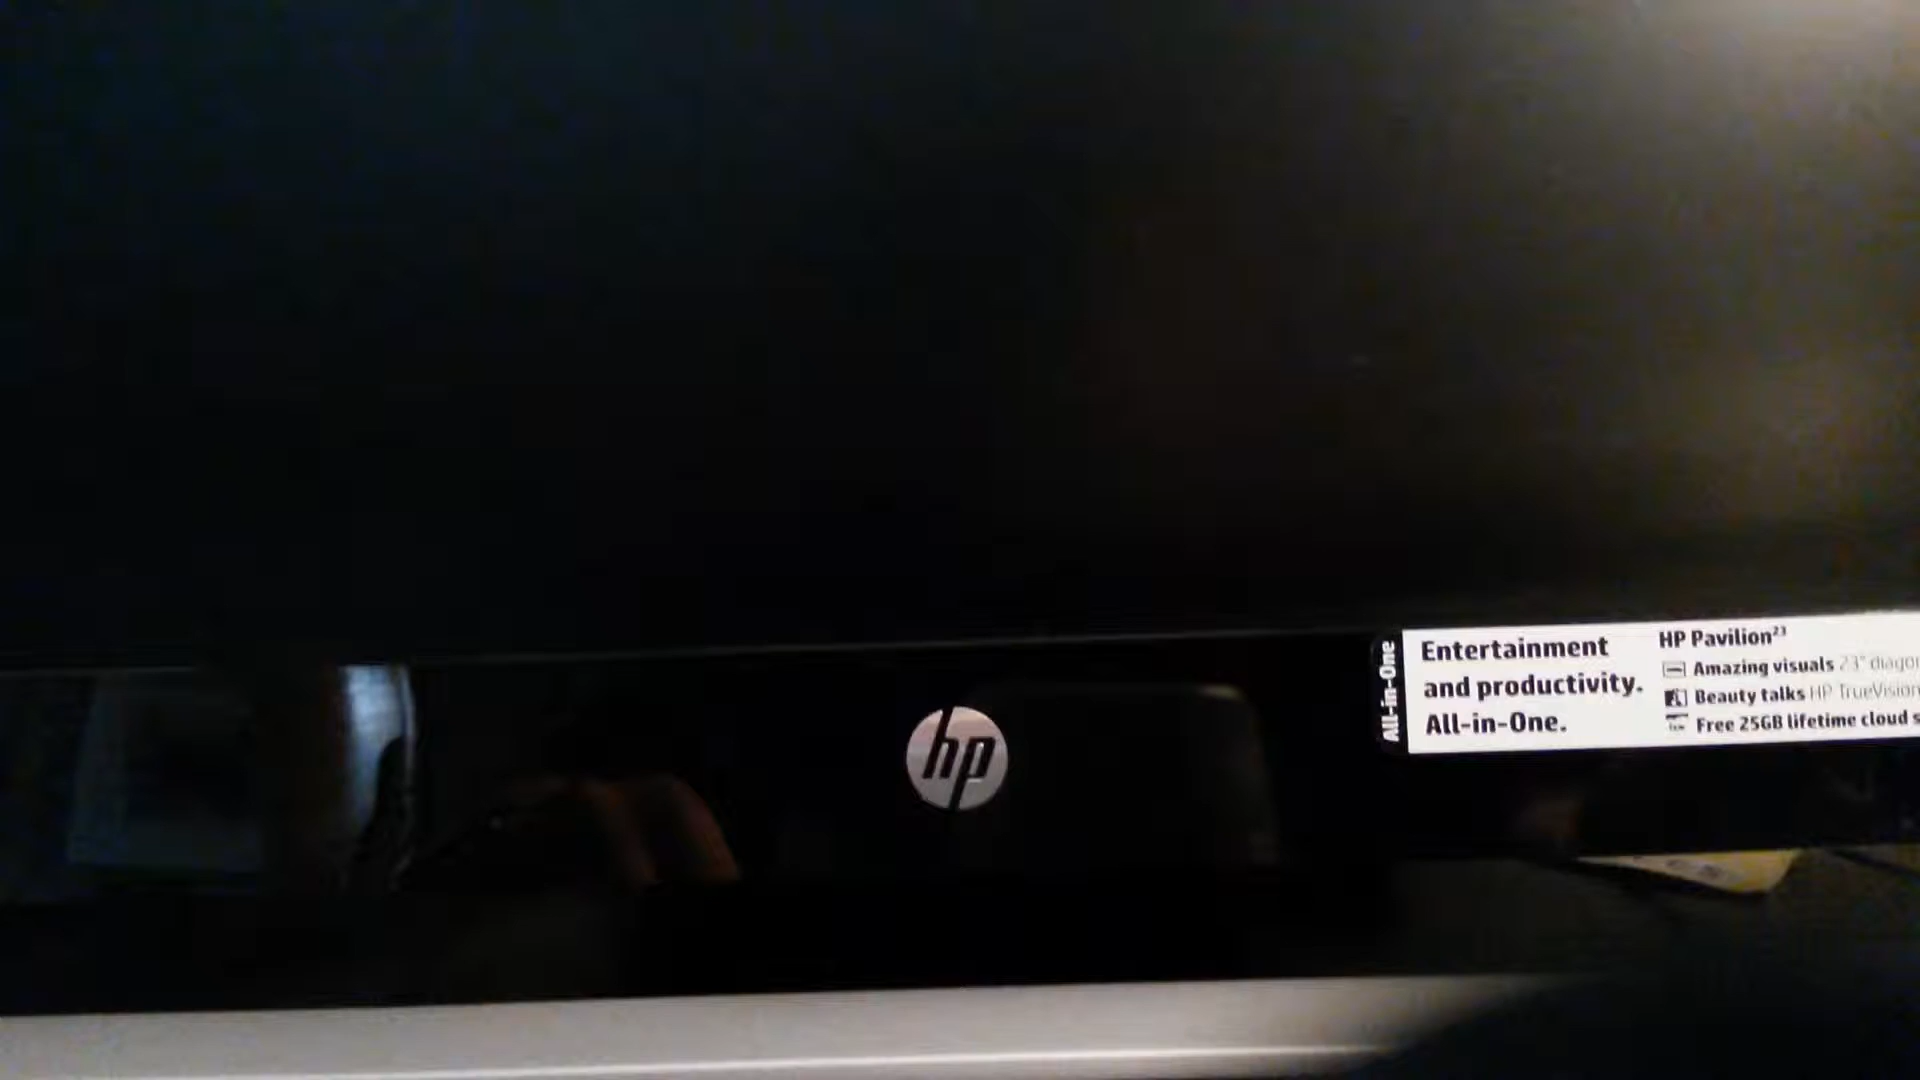 hp
All-in-One
Entertainment
and productivity.
All-in-One.
HP Pavilion²³
Amazing visuals 23" diagon
Beauty talks HP TrueVision
Free 25GB lifetime cloud s